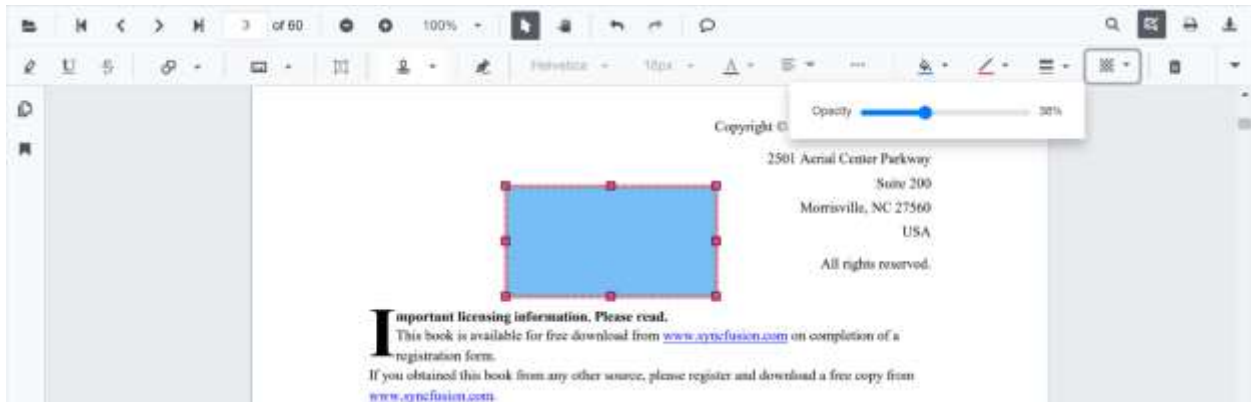 3 of 60 100%
U S Helvetica 16px A
Opacity 38%
Copyright ©
2501 Aerial Center Parkway
Suite 200
Morrisville, NC 27560
USA
All rights reserved.
Important licensing information. Please read.
This book is available for free download from www.syncfusion.com on completion of a
registration form.
If you obtained this book from any other source, please register and download a free copy from
www.syncfusion.com.